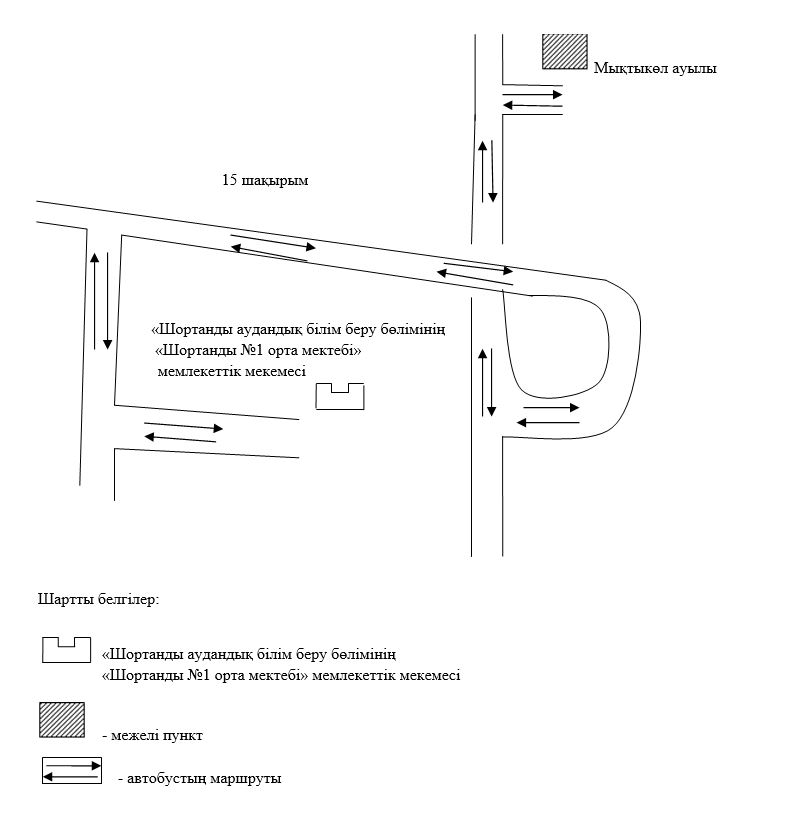 Мықтыкөл ауылы
15 шақырым
«Шортанды аудандық білім беру бөлімінің
«Шортанды №1 орта мектебі»
мемлекеттік мекемесі
Шартты белгілер:
«Шортанды аудандық білім беру бөлімінің
«Шортанды №1 орта мектебі» мемлекеттік мекемесі
- межелі пункт
- автобустың маршруты